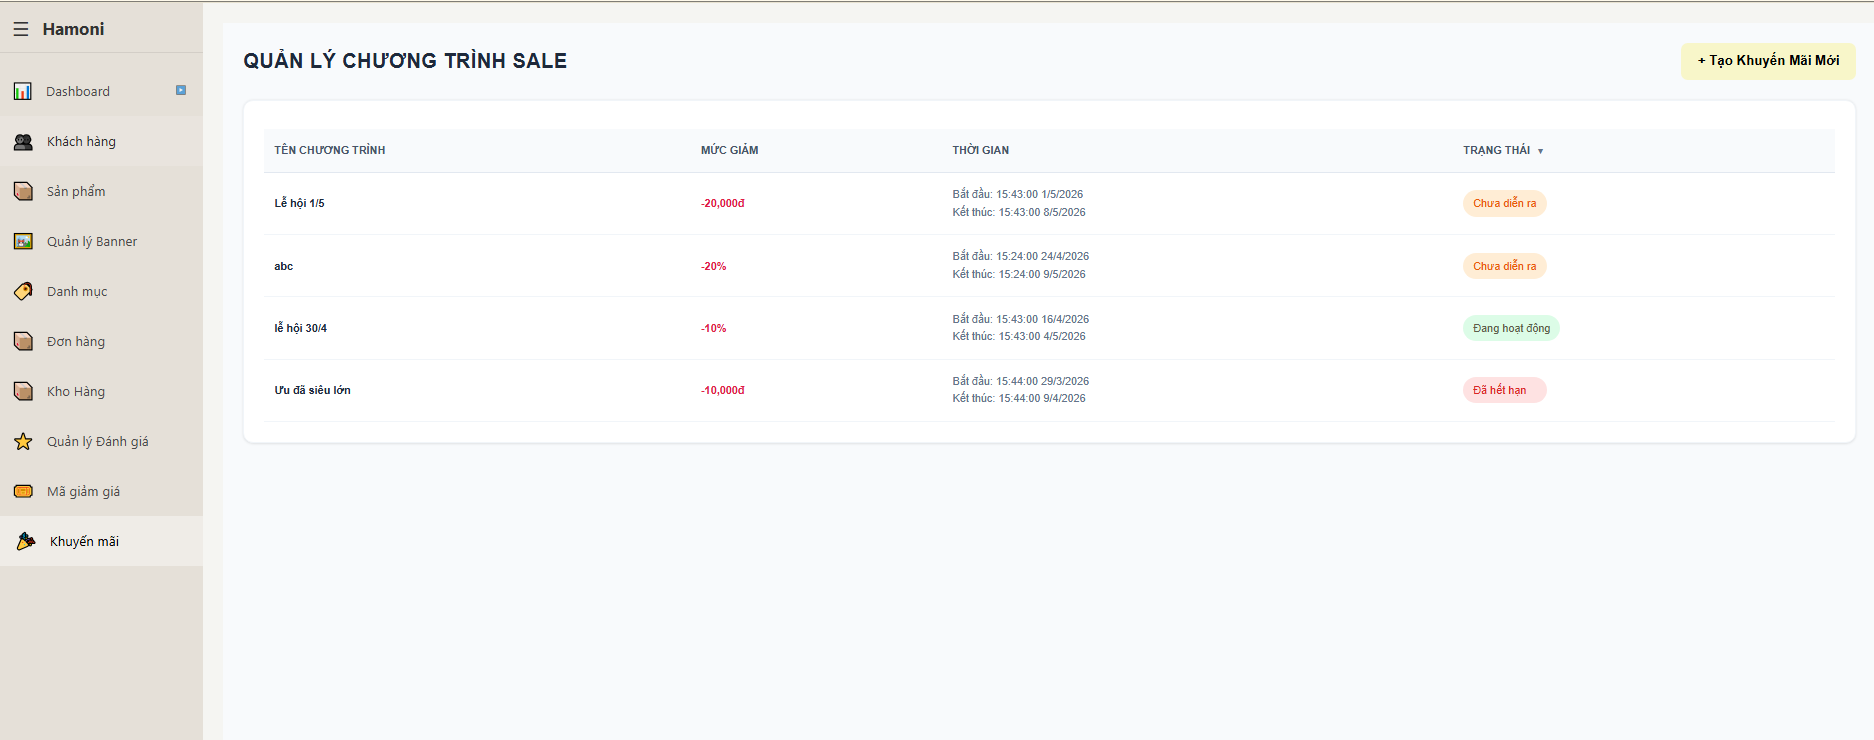 ☰ Hamoni
Dashboard
Khách hàng
Sản phẩm
Quản lý Banner
Danh mục
Đơn hàng
Kho Hàng
Quản lý Đánh giá
Mã giảm giá
Khuyến mãi
QUẢN LÝ CHƯƠNG TRÌNH SALE
+ Tạo Khuyến Mãi Mới
TÊN CHƯƠNG TRÌNH MỨC GIẢM THỜI GIAN TRẠNG THÁI ▼
Lễ hội 1/5 -20,000đ Bắt đầu: 15:43:00 1/5/2026
Kết thúc: 15:43:00 8/5/2026 Chưa diễn ra
abc -20% Bắt đầu: 15:24:00 24/4/2026
Kết thúc: 15:24:00 9/5/2026 Chưa diễn ra
lễ hội 30/4 -10% Bắt đầu: 15:43:00 16/4/2026
Kết thúc: 15:43:00 4/5/2026 Đang hoạt động
Ưu đã siêu lớn -10,000đ Bắt đầu: 15:44:00 29/3/2026
Kết thúc: 15:44:00 9/4/2026 Đã hết hạn